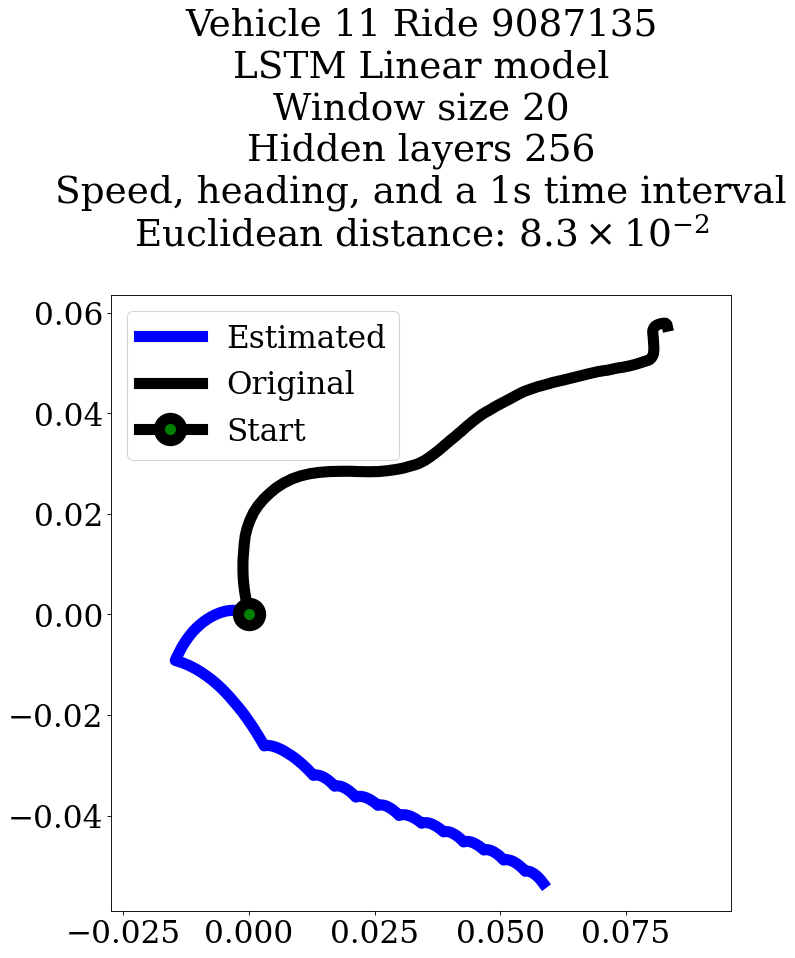 Vehicle 11 Ride 9087135
LSTM Linear model
Window size 20
Hidden layers 256
Speed, heading, and a 1s time interval
Euclidean distance: 8.3 × 10⁻²
Estimated
Original
Start
0.06
0.04
0.02
0.00
−0.02
−0.04
−0.025 0.000 0.025 0.050 0.075